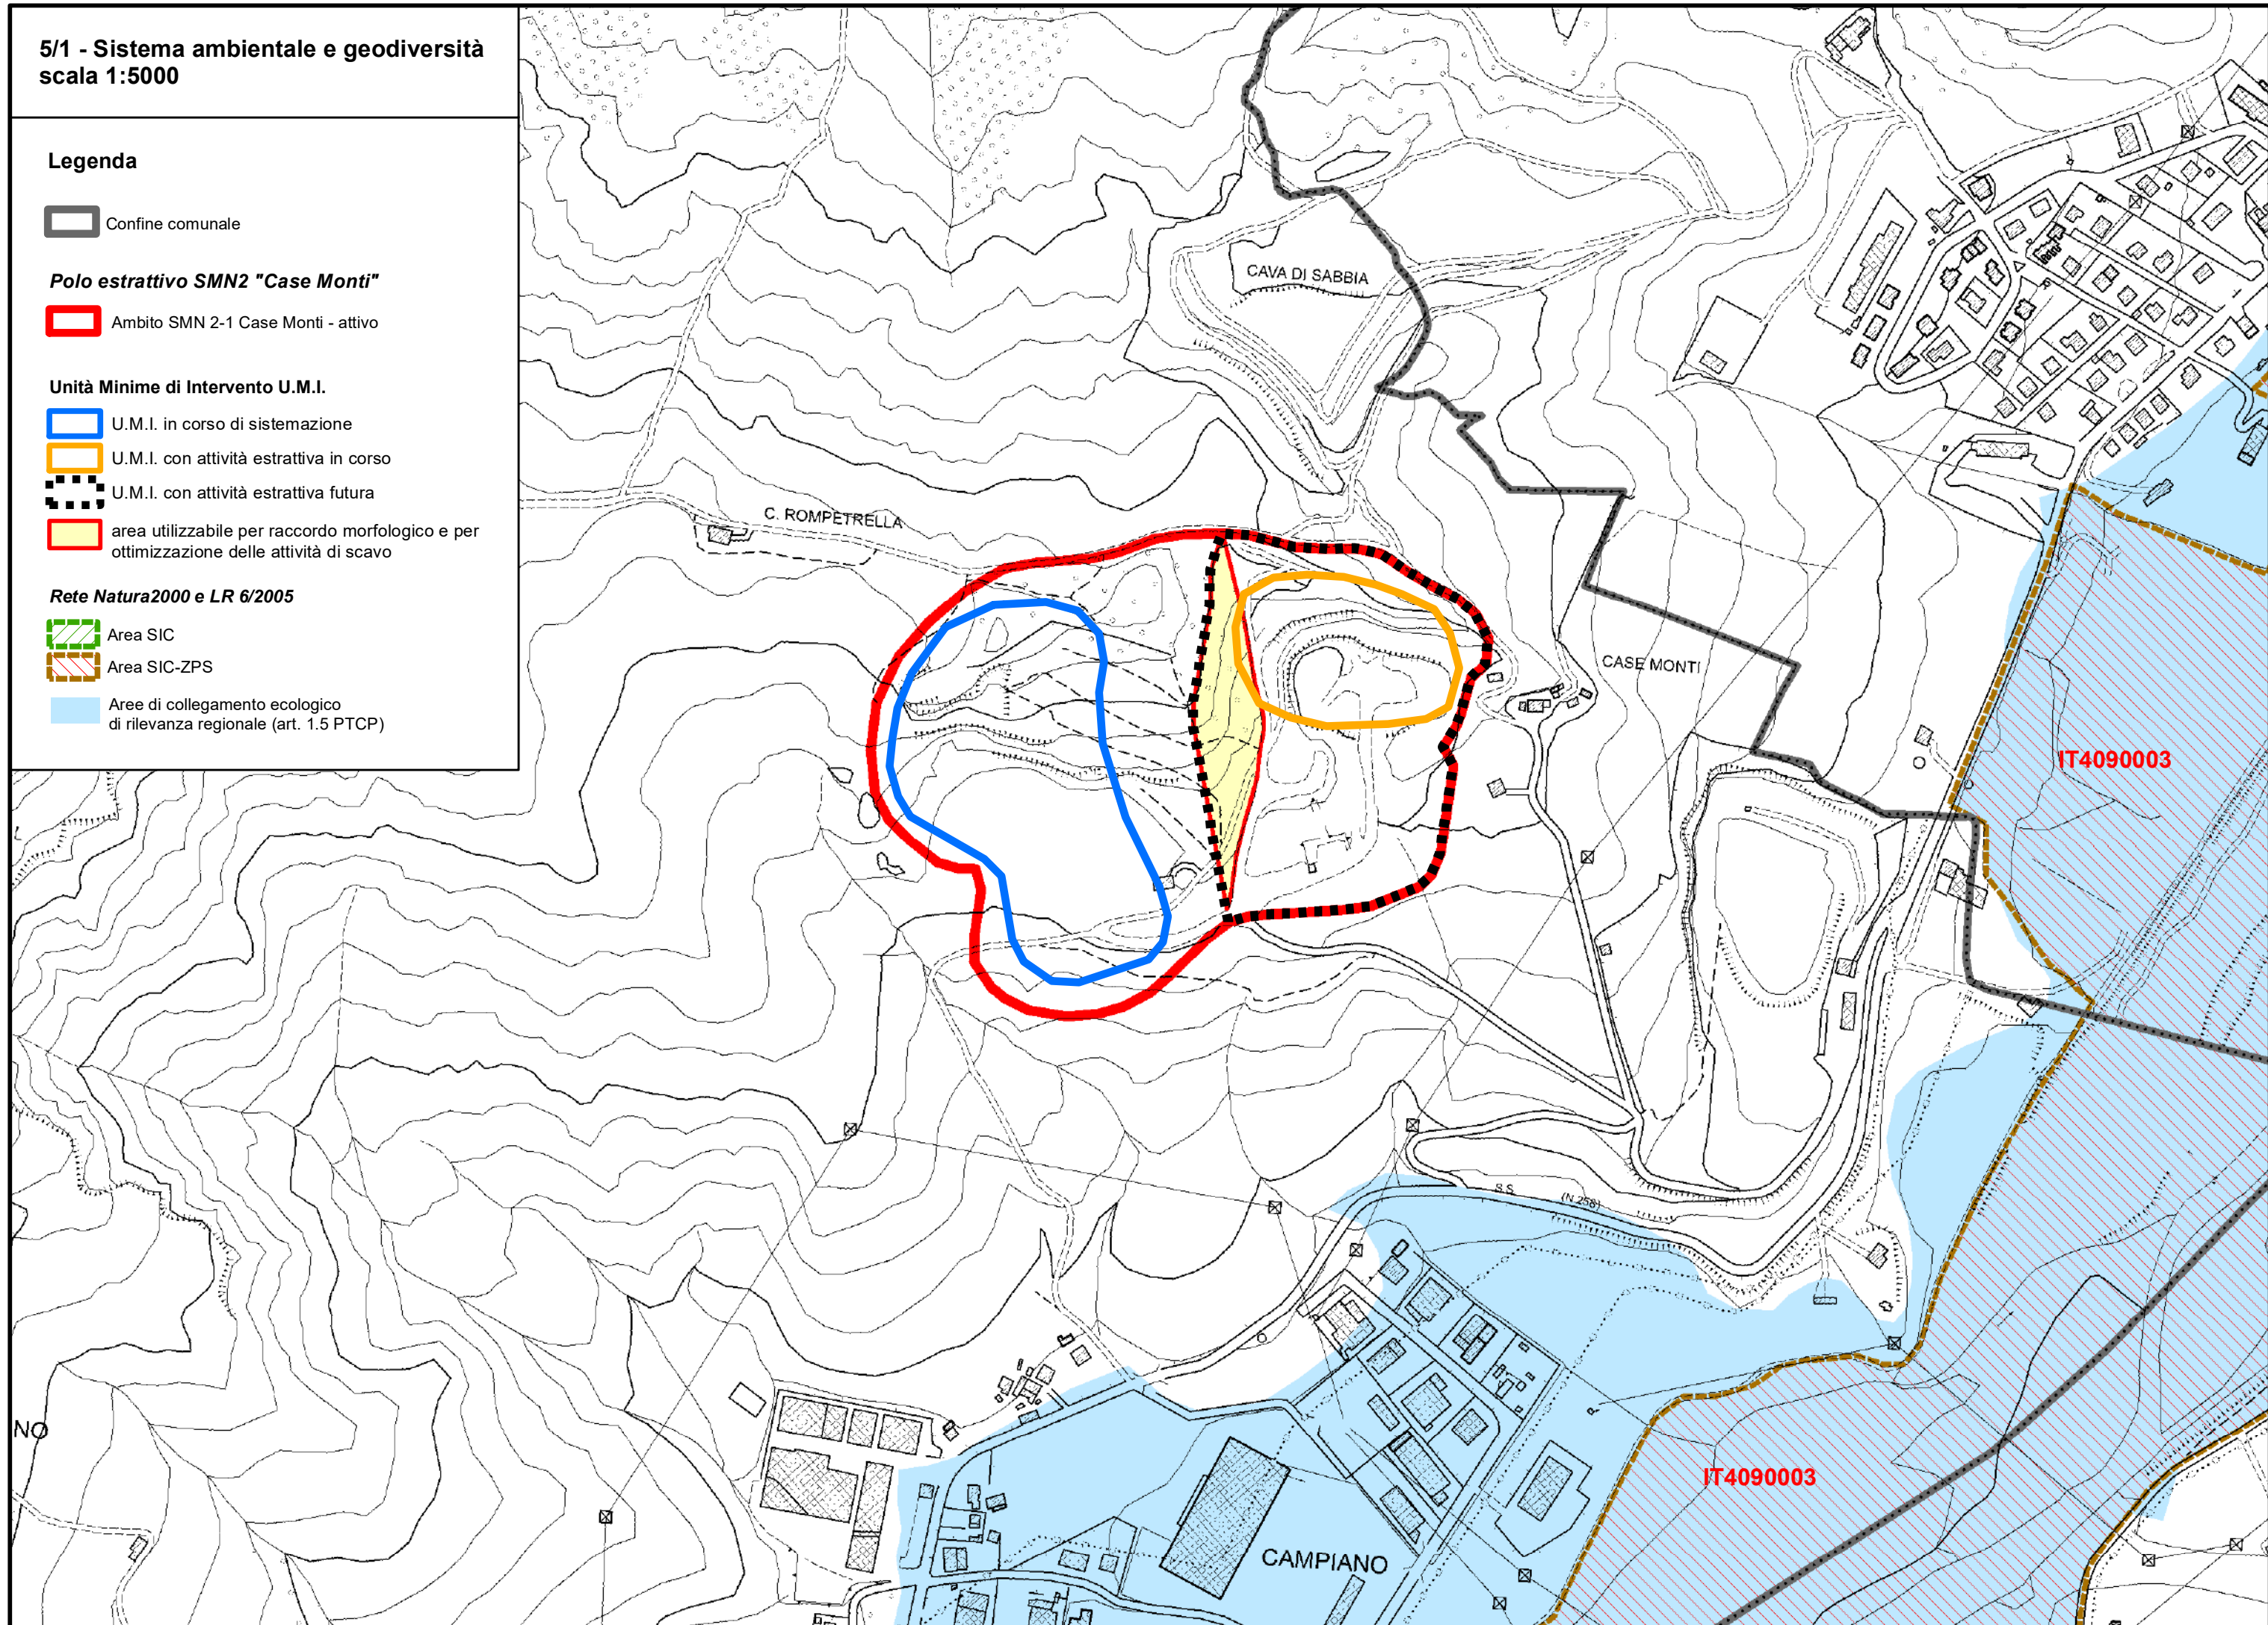 5/1 - Sistema ambientale e geodiversità
scala 1:5000
Legenda
Confine comunale
Polo estrattivo SMN2 "Case Monti"
Ambito SMN 2-1 Case Monti - attivo
Unità Minime di Intervento U.M.I.
U.M.I. in corso di sistemazione
U.M.I. con attività estrattiva in corso
U.M.I. con attività estrattiva futura
area utilizzabile per raccordo morfologico e per
ottimizzazione delle attività di scavo
Rete Natura2000 e LR 6/2005
Area SIC
Area SIC-ZPS
Aree di collegamento ecologico
di rilevanza regionale (art. 1.5 PTCP)
CAVA DI SABBIA
C. ROMPETRELLA
CASE MONTI
IT4090003
S.S. (N 258)
NO
IT4090003
CAMPIANO